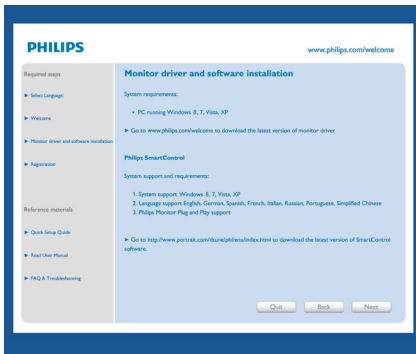 PHILIPS
www.philips.com/welcome
Required steps
► Select Language:
► Welcome
► Monitor driver and software installation
► Registration
Reference materials
► Quick Setup Guide
► Read User Manual
► FAQ & Troubleshooting
Monitor driver and software installation
System requirements:
• PC running Windows 8, 7, Vista, XP
► Go to www.philips.com/welcome to download the latest version of monitor driver
Philips SmartControl
System support and requirements:
1. System support Windows 8, 7, Vista, XP
2. Language support English, German, Spanish, French, Italian, Russian, Portuguese, Simplified Chinese
3. Philips Monitor Plug and Play support
► Go to http://www.portrait.com/dtune/phl/enu/index.html to download the latest version of SmartControl
software.
Quit
Back
Next